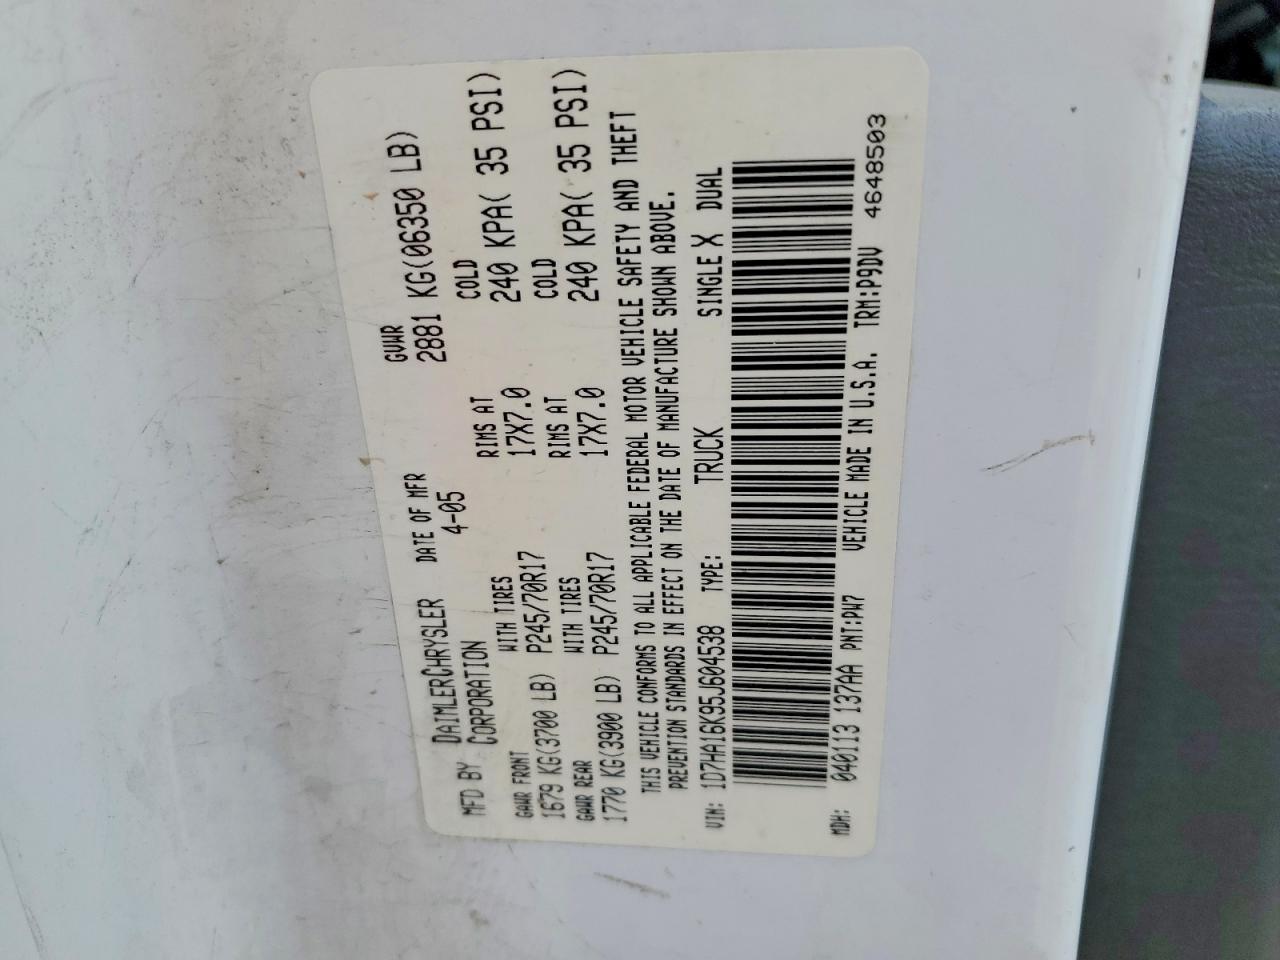 MFD BY DAIMLERCHRYSLER CORPORATION
DATE OF MFR 4-05
GVWR 2881 KG(06350 LB)
GAWR FRONT WITH TIRES RIMS AT COLD
1679 KG(3700 LB) P245/70R17 17X7.0 240 KPA( 35 PSI)
GAWR REAR WITH TIRES RIMS AT COLD
1770 KG(3900 LB) P245/70R17 17X7.0 240 KPA( 35 PSI)
THIS VEHICLE CONFORMS TO ALL APPLICABLE FEDERAL MOTOR VEHICLE SAFETY AND THEFT
PREVENTION STANDARDS IN EFFECT ON THE DATE OF MANUFACTURE SHOWN ABOVE.
VIN: 1D7HA16K95J604538 TYPE: TRUCK SINGLE X DUAL
MDH: 040113 137AA PNT:PW7 VEHICLE MADE IN U.S.A. TRM:P9DV 4648503